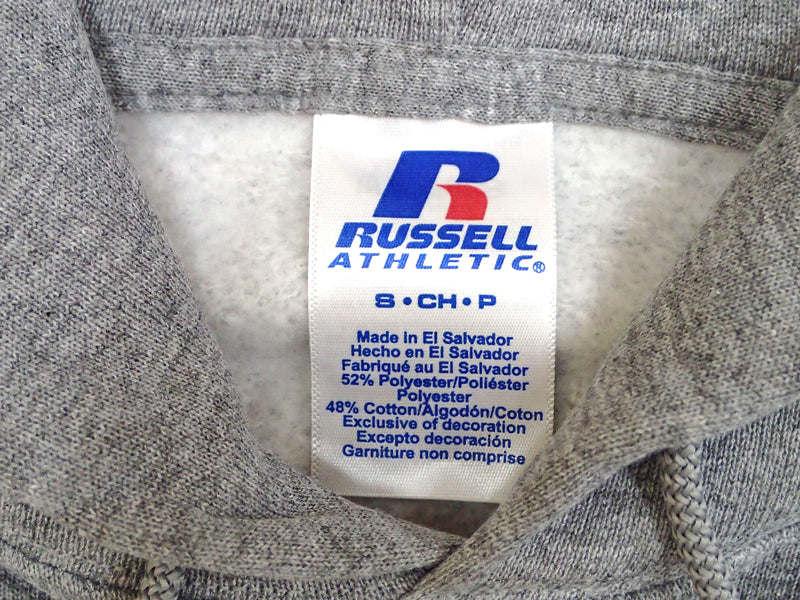 R
RUSSELL
ATHLETIC®
S • CH • P
Made in El Salvador
Hecho en El Salvador
Fabriqué au El Salvador
52% Polyester/Poliéster
Polyester
48% Cotton/Algodón/Coton
Exclusive of decoration
Excepto decoración
Garniture non comprise